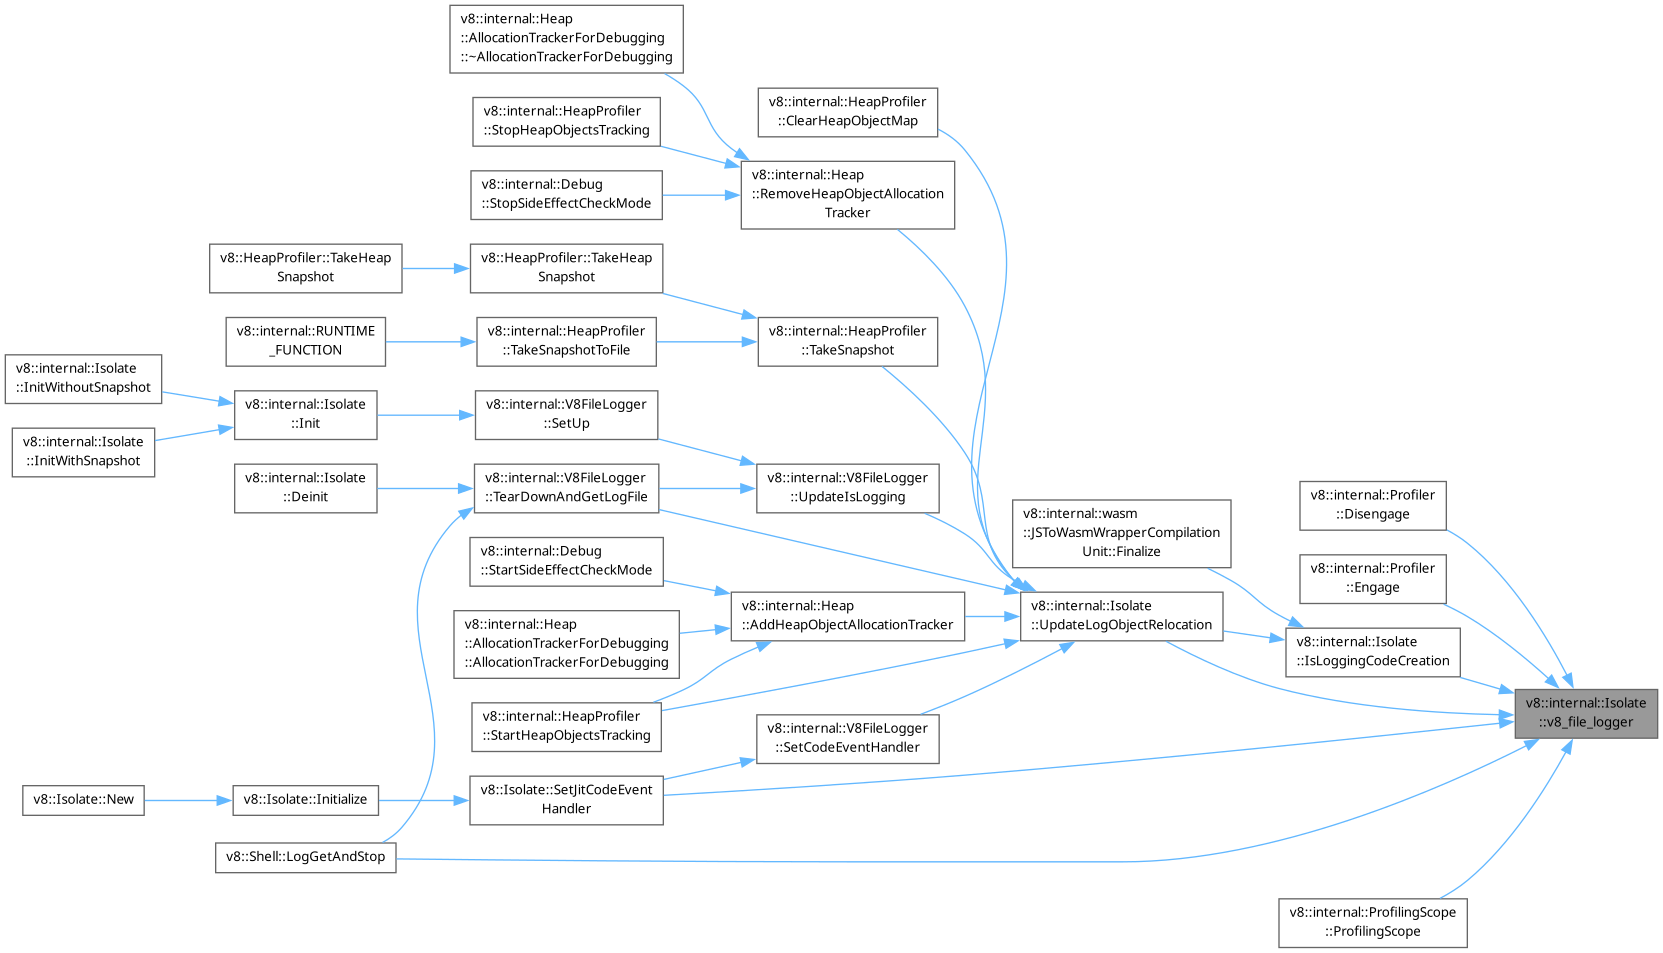 v8::internal::Heap
::AllocationTrackerForDebugging
::~AllocationTrackerForDebugging
v8::internal::HeapProfiler
::ClearHeapObjectMap
v8::internal::HeapProfiler
::StopHeapObjectsTracking
v8::internal::Heap
::RemoveHeapObjectAllocation
Tracker
v8::internal::Debug
::StopSideEffectCheckMode
v8::HeapProfiler::TakeHeap
Snapshot
v8::HeapProfiler::TakeHeap
Snapshot
v8::internal::RUNTIME
_FUNCTION
v8::internal::HeapProfiler
::TakeSnapshotToFile
v8::internal::HeapProfiler
::TakeSnapshot
v8::internal::Isolate
::InitWithoutSnapshot
v8::internal::Isolate
::Init
v8::internal::V8FileLogger
::SetUp
v8::internal::Isolate
::InitWithSnapshot
v8::internal::Isolate
::Deinit
v8::internal::V8FileLogger
::TearDownAndGetLogFile
v8::internal::V8FileLogger
::UpdateIsLogging
v8::internal::wasm
::JSToWasmWrapperCompilation
Unit::Finalize
v8::internal::Profiler
::Disengage
v8::internal::Debug
::StartSideEffectCheckMode
v8::internal::Profiler
::Engage
v8::internal::Heap
::AddHeapObjectAllocationTracker
v8::internal::Isolate
::UpdateLogObjectRelocation
v8::internal::Heap
::AllocationTrackerForDebugging
::AllocationTrackerForDebugging
v8::internal::Isolate
::IsLoggingCodeCreation
v8::internal::Isolate
::v8_file_logger
v8::internal::HeapProfiler
::StartHeapObjectsTracking
v8::internal::V8FileLogger
::SetCodeEventHandler
v8::Isolate::New
v8::Isolate::Initialize
v8::Isolate::SetJitCodeEvent
Handler
v8::Shell::LogGetAndStop
v8::internal::ProfilingScope
::ProfilingScope